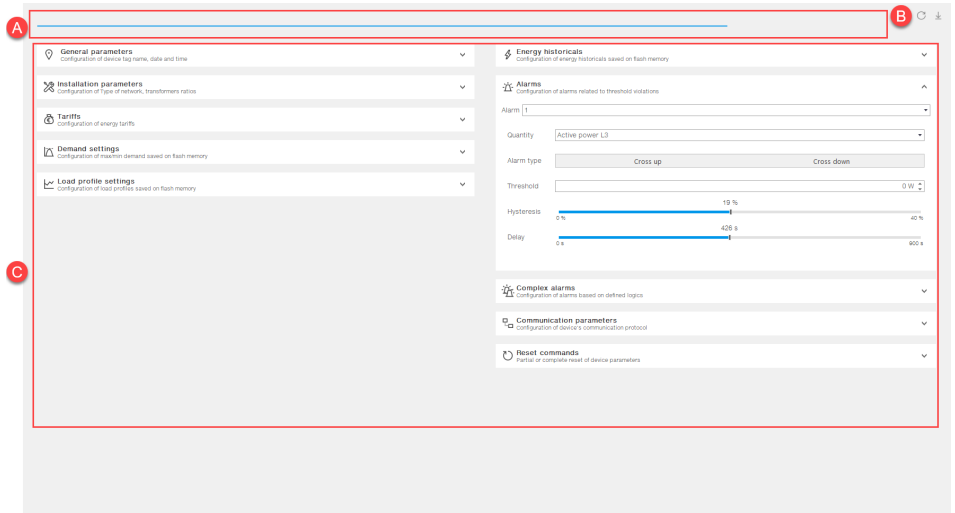 A
B
General parameters
Configuration of device tag name, date and time
Installation parameters
Configuration of Type of network, transformers ratios
Tariffs
Configuration of energy tariffs
Demand settings
Configuration of max/min demand saved on flash memory
Load profile settings
Configuration of load profiles saved on flash memory
C
Energy historicals
Configuration of energy historicals saved on flash memory
Alarms
Configuration of alarms related to threshold violations
Alarm 1
Quantity Active power L3
Alarm type Cross up Cross down
Threshold 0 W
Hysteresis 19 %
0 % 40 %
Delay 426 s
0 s 900 s
Complex alarms
Configuration of alarms based on defined logics
Communication parameters
Configuration of device's communication protocol
Reset commands
Partial or complete reset of device parameters